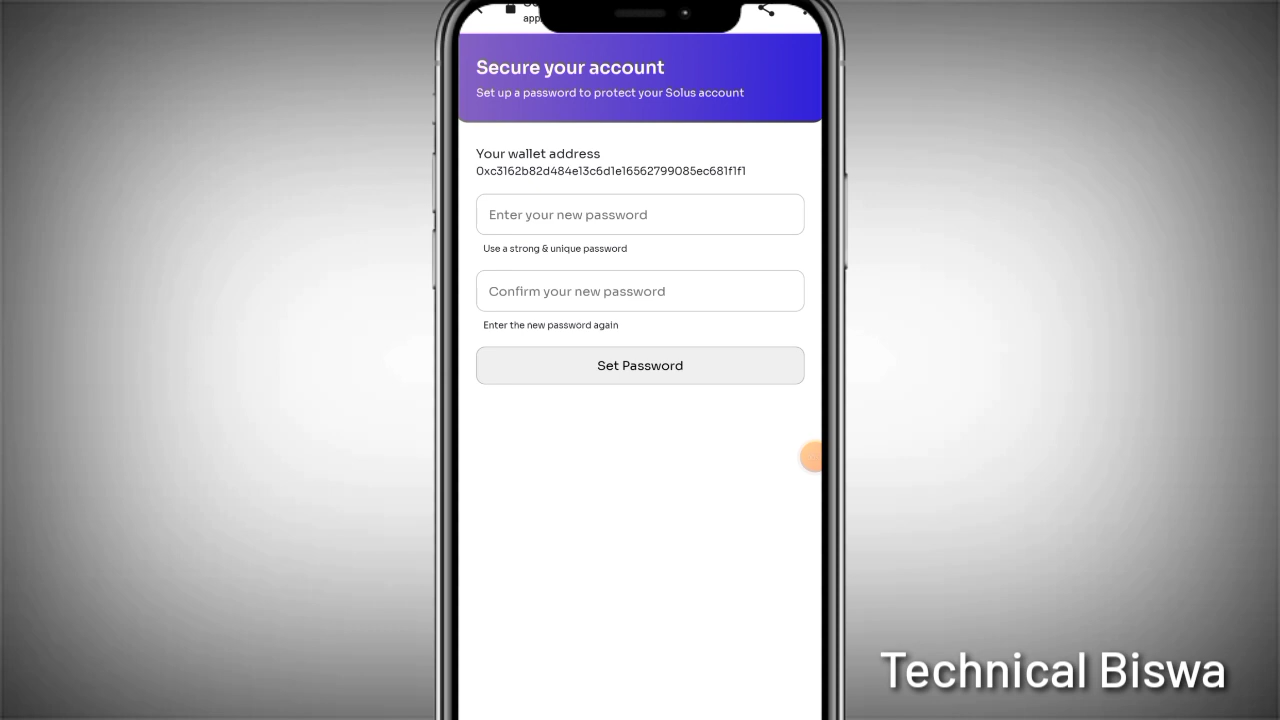 app
Secure your account
Set up a password to protect your Solus account
Your wallet address
0xc3162b82d484e13c6d1e16562799085ec681f1f1
Enter your new password
Use a strong & unique password
Confirm your new password
Enter the new password again
Set Password
Technical Biswa